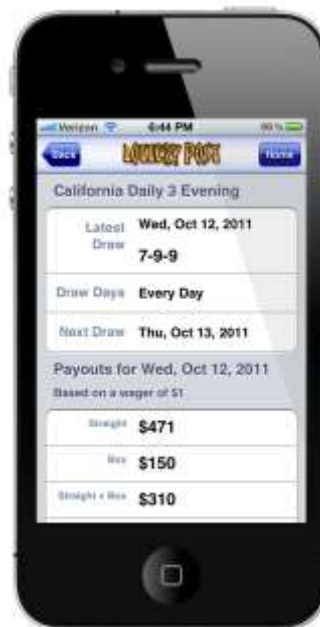 Verizon 6:44 PM
Back LOTTERY POST Home
California Daily 3 Evening
Latest Draw Wed, Oct 12, 2011
7-9-9
Draw Days Every Day
Next Draw Thu, Oct 13, 2011
Payouts for Wed, Oct 12, 2011
Based on a wager of $1
Straight $471
Box $150
Straight + Box $310